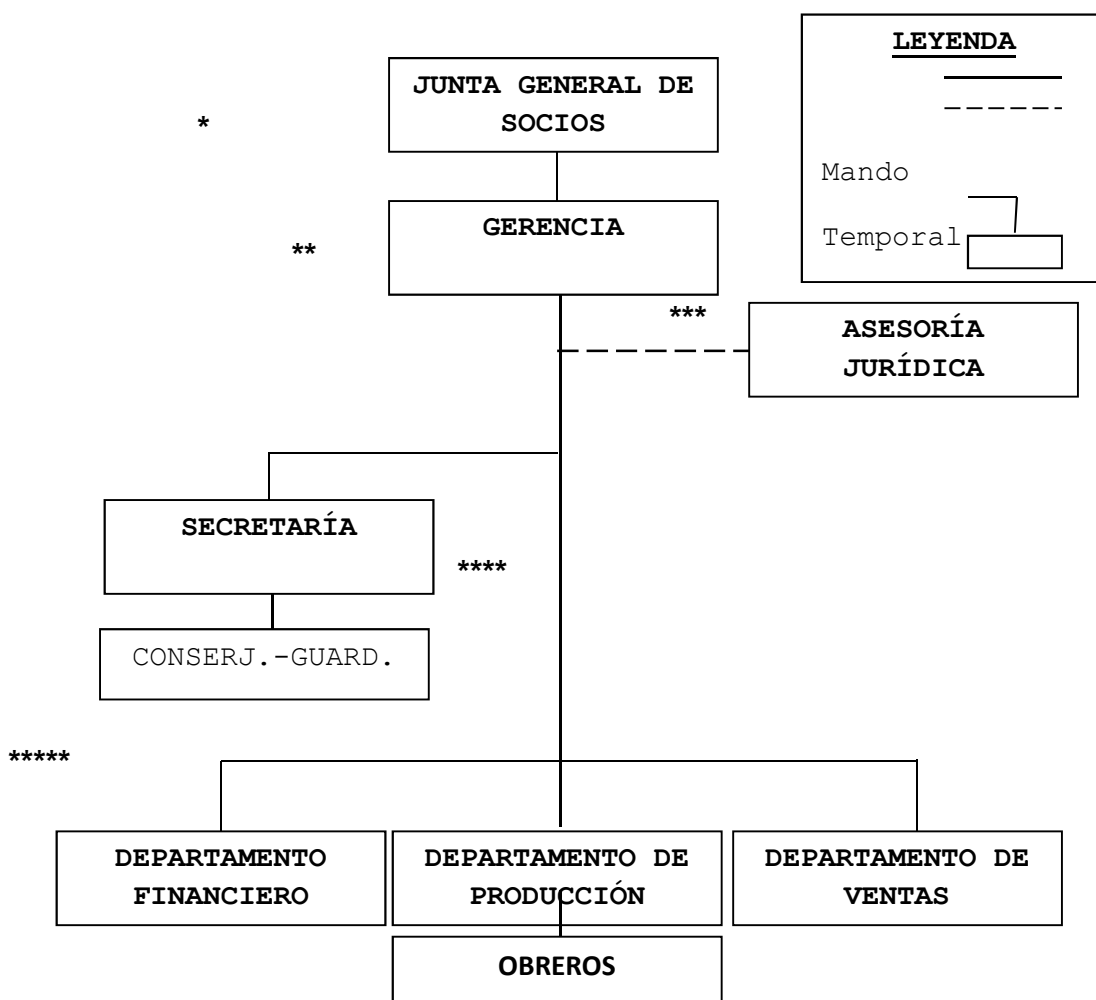 LEYENDA
JUNTA GENERAL DE
SOCIOS
*
Mando
GERENCIA
Temporal
**
***
ASESORÍA
JURÍDICA
SECRETARÍA
****
CONSERJ.-GUARD.
*****
DEPARTAMENTO
FINANCIERO
DEPARTAMENTO DE
PRODUCCIÓN
DEPARTAMENTO DE
VENTAS
OBREROS